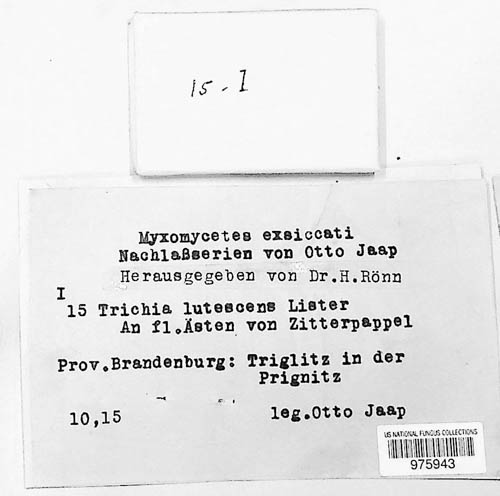 15 - I
Myxomycetes exsiccati
Nachlaßserien von Otto Jaap
Herausgegeben von Dr.H.Rönn
I
15 Trichia lutescens Lister
An fl.Ästen von Zitterpappel
Prov.Brandenburg: Triglitz in der
Prignitz
10,15 leg.Otto Jaap
US NATIONAL FUNGUS COLLECTIONS
975943